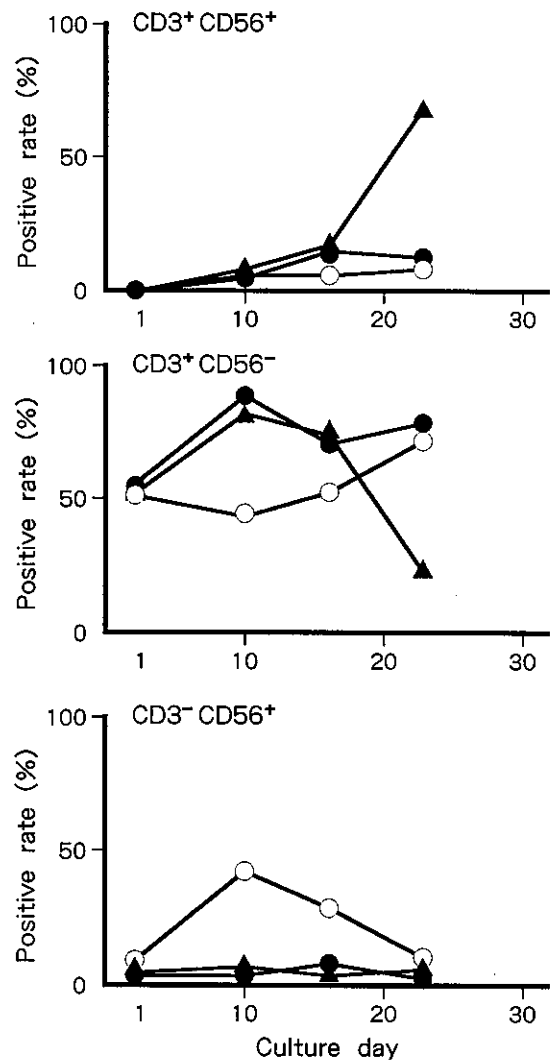 CD3⁺ CD56⁺
100
50
0
Positive rate (%)
1 10 20 30
CD3⁺ CD56⁻
100
50
0
Positive rate (%)
1 10 20 30
CD3⁻ CD56⁺
100
50
0
Positive rate (%)
1 10 20 30
Culture day